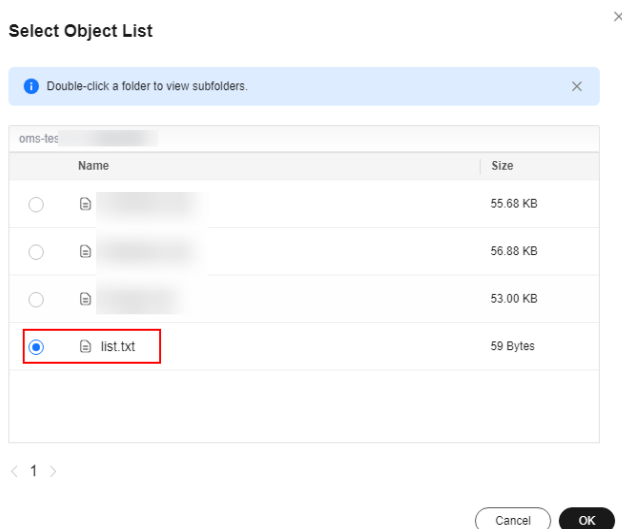 Select Object List
Double-click a folder to view subfolders.
oms-tes
Name Size
55.68 KB
56.88 KB
53.00 KB
list.txt 59 Bytes
1
Cancel OK